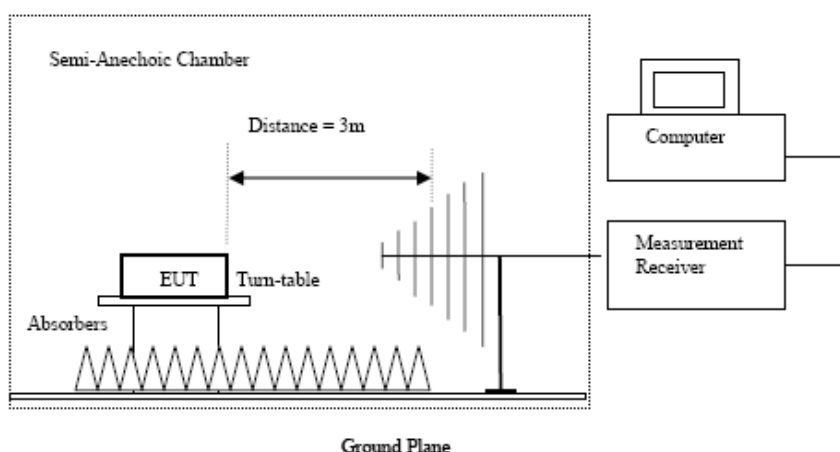 Semi-Anechoic Chamber
Distance = 3m
Computer
Measurement
Receiver
EUT
Turn-table
Absorbers
Ground Plane